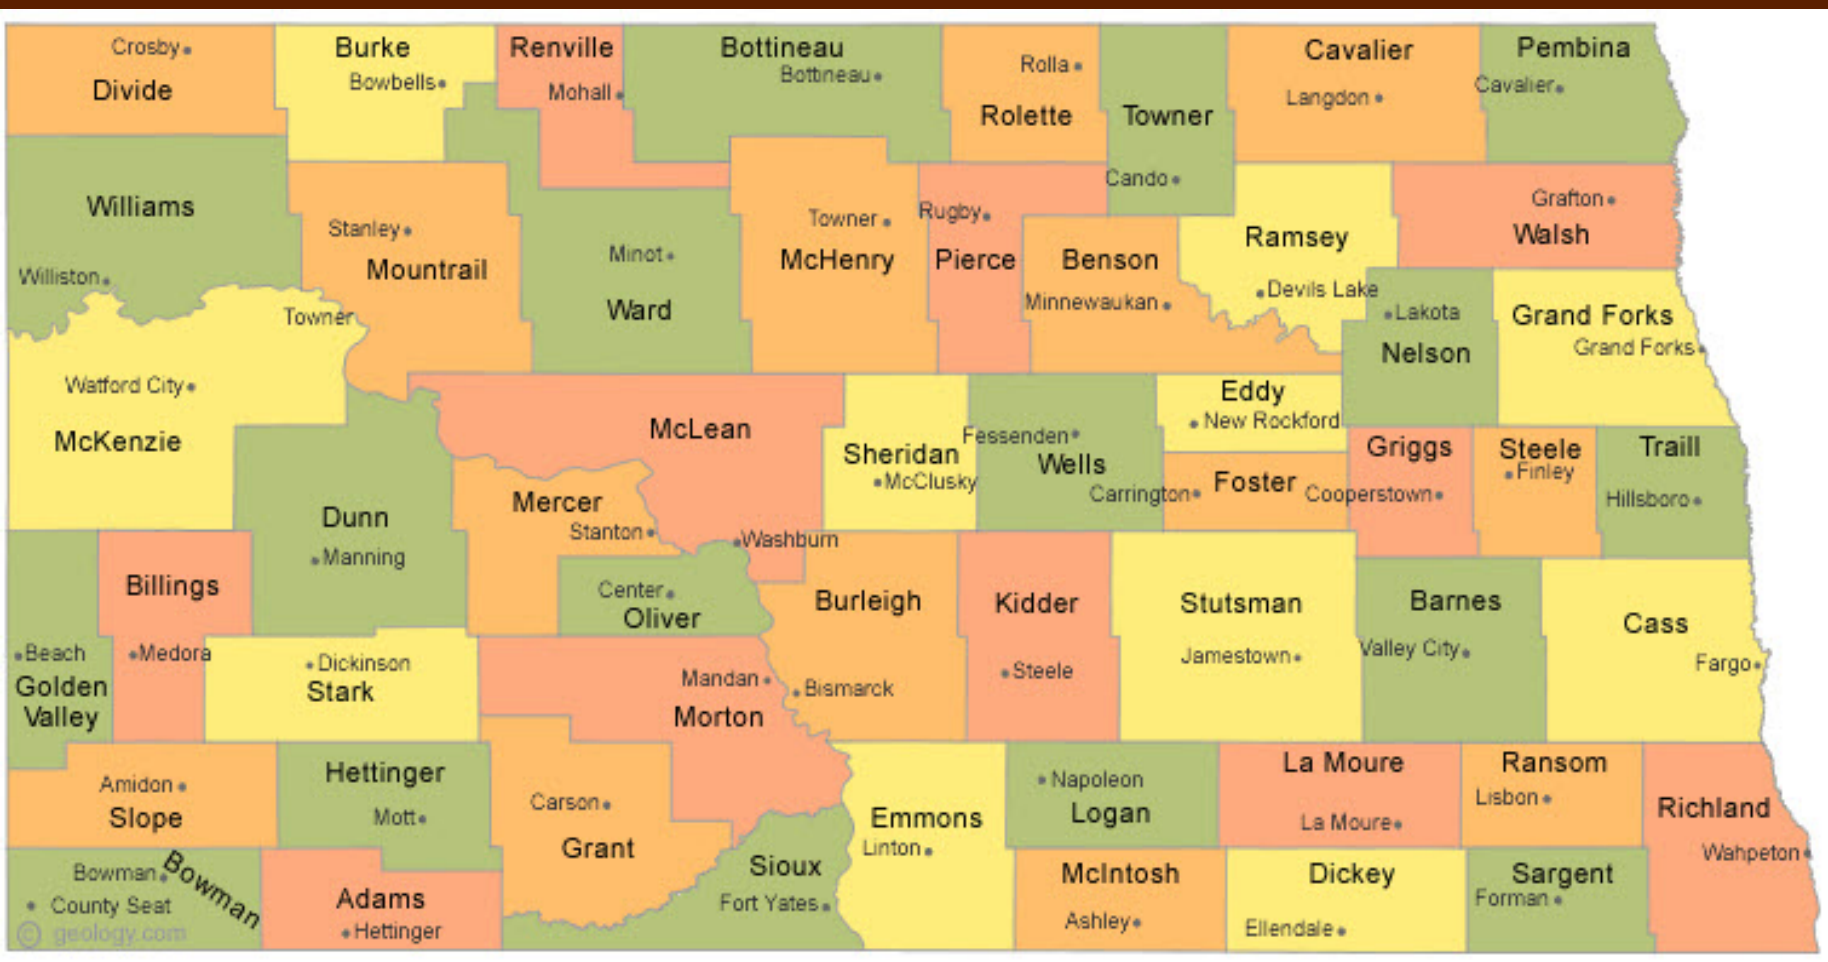 Crosby
Divide
Burke
Bowbells
Renville
Mohall
Bottineau
Bottineau
Rolla
Rolette
Towner
Cando
Cavalier
Langdon
Pembina
Cavalier
Williams
Williston
Stanley
Mountrail
Towner
Minot
Ward
Towner
McHenry
Rugby
Pierce
Benson
Minnewaukan
Ramsey
Devils Lake
Grafton
Walsh
Lakota
Nelson
Grand Forks
Grand Forks
Watford City
McKenzie
McLean
Washburn
Sheridan
McClusky
Fessenden
Wells
Eddy
New Rockford
Carrington
Foster
Griggs
Cooperstown
Steele
Finley
Traill
Hillsboro
Dunn
Manning
Mercer
Stanton
Center
Oliver
Beach
Golden
Valley
Billings
Medora
Dickinson
Stark
Mandan
Morton
Burleigh
Bismarck
Kidder
Steele
Stutsman
Jamestown
Barnes
Valley City
Cass
Fargo
Amidon
Slope
Hettinger
Mott
Carson
Grant
Emmons
Linton
Napoleon
Logan
La Moure
La Moure
Ransom
Lisbon
Richland
Wahpeton
Bowman
Bowman
County Seat
© geology.com
Adams
Hettinger
Sioux
Fort Yates
McIntosh
Ashley
Dickey
Ellendale
Sargent
Forman